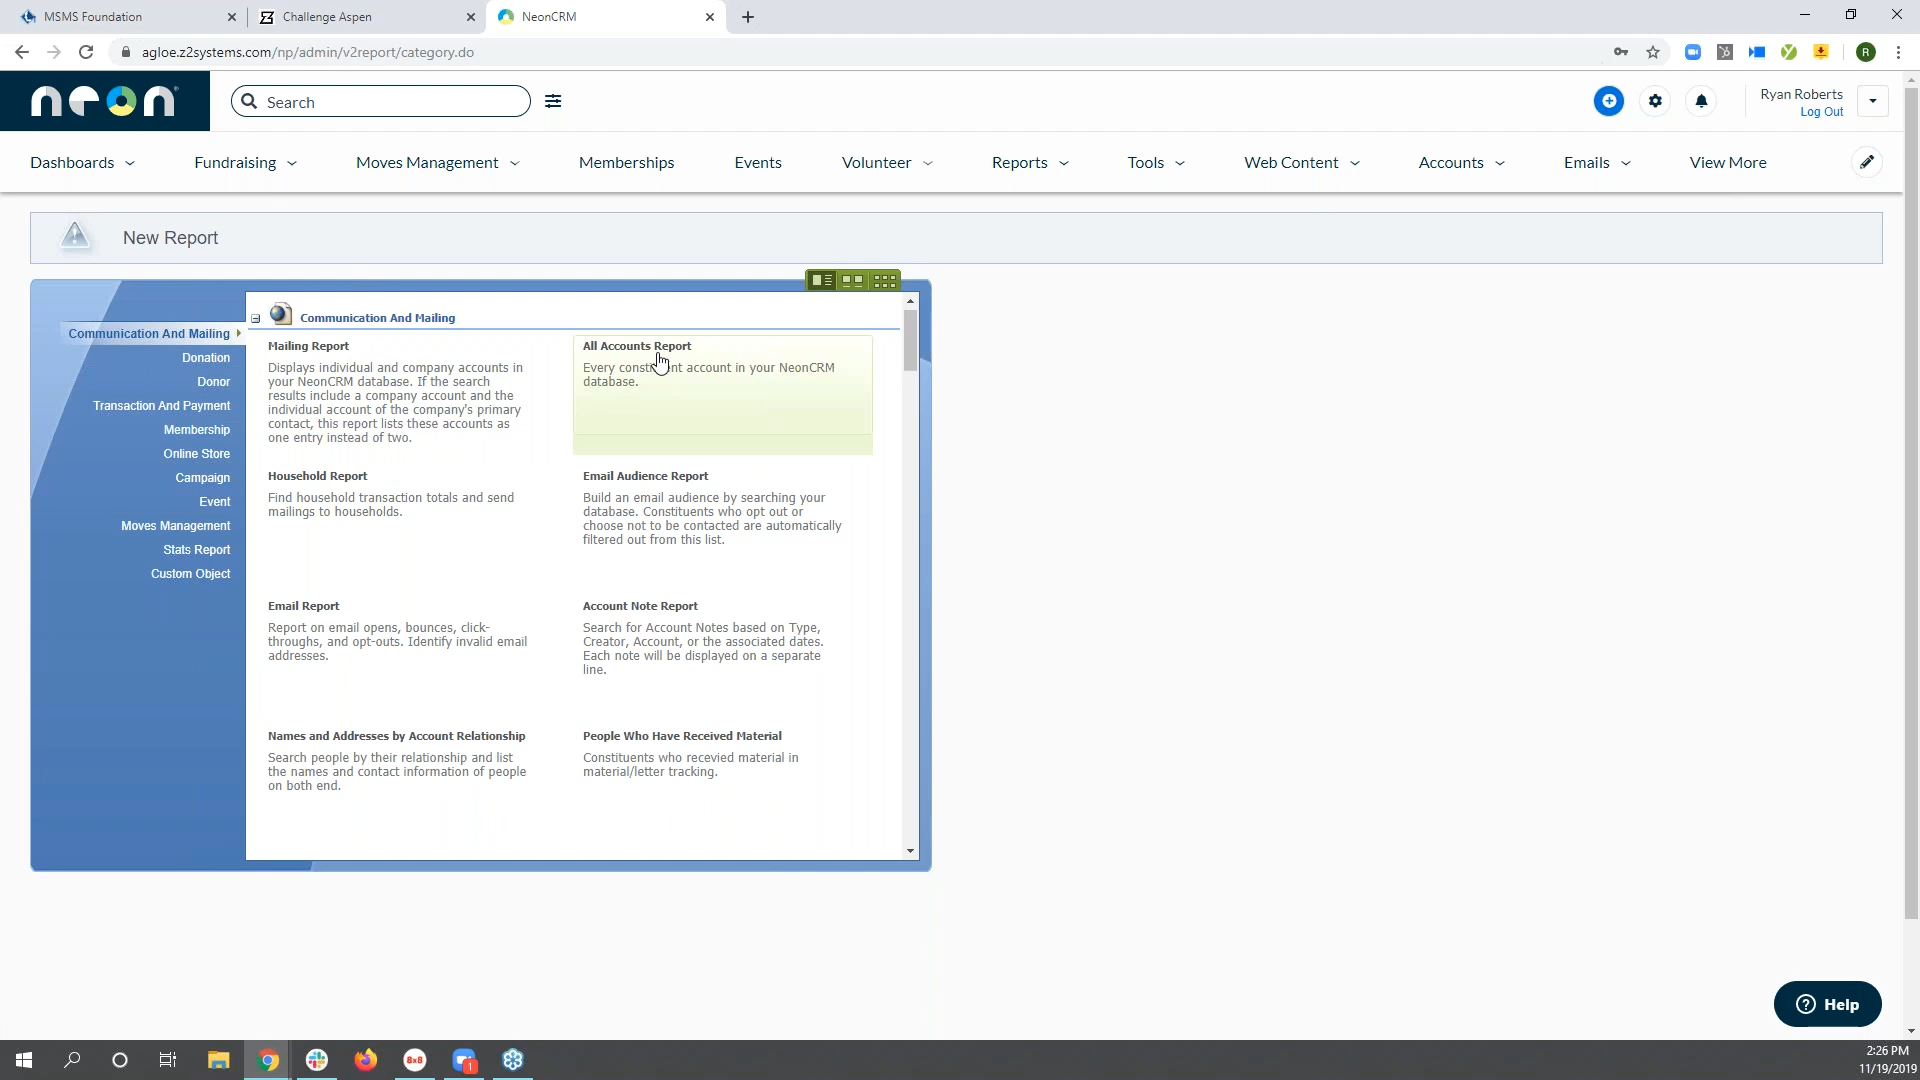 MSMS Foundation
Challenge Aspen
NeonCRM
agloe.z2systems.com/np/admin/v2report/category.do
R
neon
Search
Ryan Roberts
Log Out
Dashboards
Fundraising
Moves Management
Memberships
Events
Volunteer
Reports
Tools
Web Content
Accounts
Emails
View More
New Report
Communication And Mailing
Donation
Donor
Transaction And Payment
Membership
Online Store
Campaign
Event
Moves Management
Stats Report
Custom Object
Communication And Mailing
Mailing Report
Displays individual and company accounts in
your NeonCRM database. If the search
results include a company account and the
individual account of the company's primary
contact, this report lists these accounts as
one entry instead of two.
All Accounts Report
Every constituent account in your NeonCRM
database.
Household Report
Find household transaction totals and send
mailings to households.
Email Audience Report
Build an email audience by searching your
database. Constituents who opt out or
choose not to be contacted are automatically
filtered out from this list.
Email Report
Report on email opens, bounces, click-
throughs, and opt-outs. Identify invalid email
addresses.
Account Note Report
Search for Account Notes based on Type,
Creator, Account, or the associated dates.
Each note will be displayed on a separate
line.
Names and Addresses by Account Relationship
Search people by their relationship and list
the names and contact information of people
on both end.
People Who Have Received Material
Constituents who recevied material in
material/letter tracking.
Help
8x8
1
2:26 PM
11/19/2019